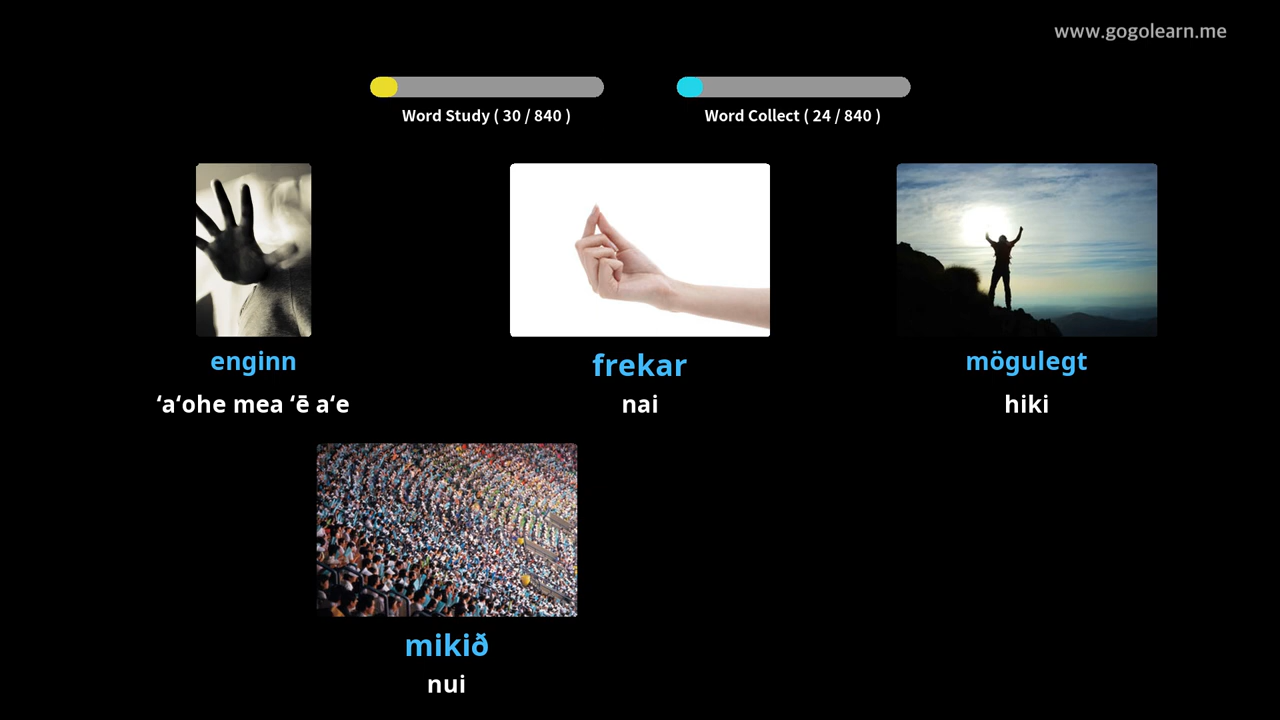 www.gogolearn.me
Word Study ( 30 / 840 )
Word Collect ( 24 / 840 )
enginn
ʻaʻohe mea ʻē aʻe
frekar
nai
mögulegt
hiki
mikið
nui